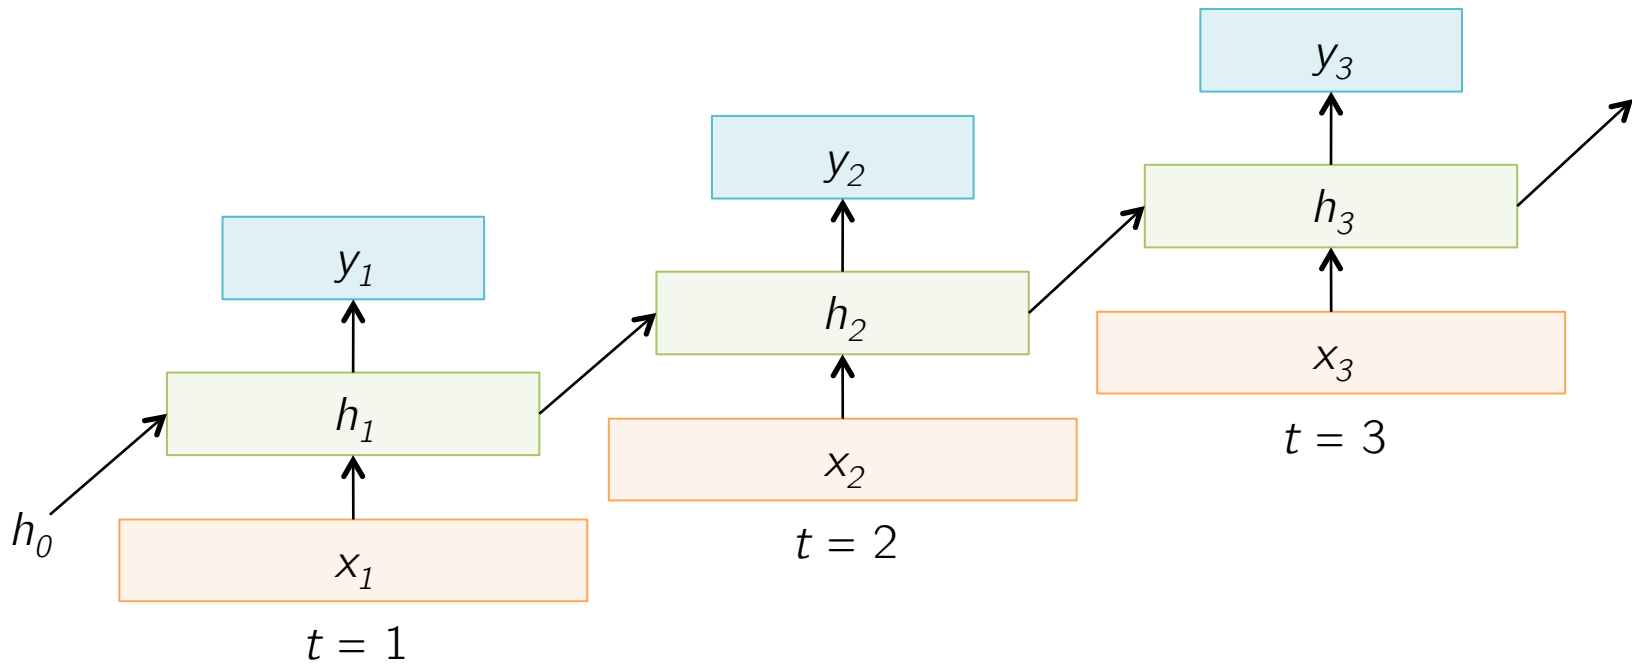 y₃
y₂
h₃
y₁
h₂
x₃
h₁
t = 3
x₂
h₀
t = 2
x₁
t = 1